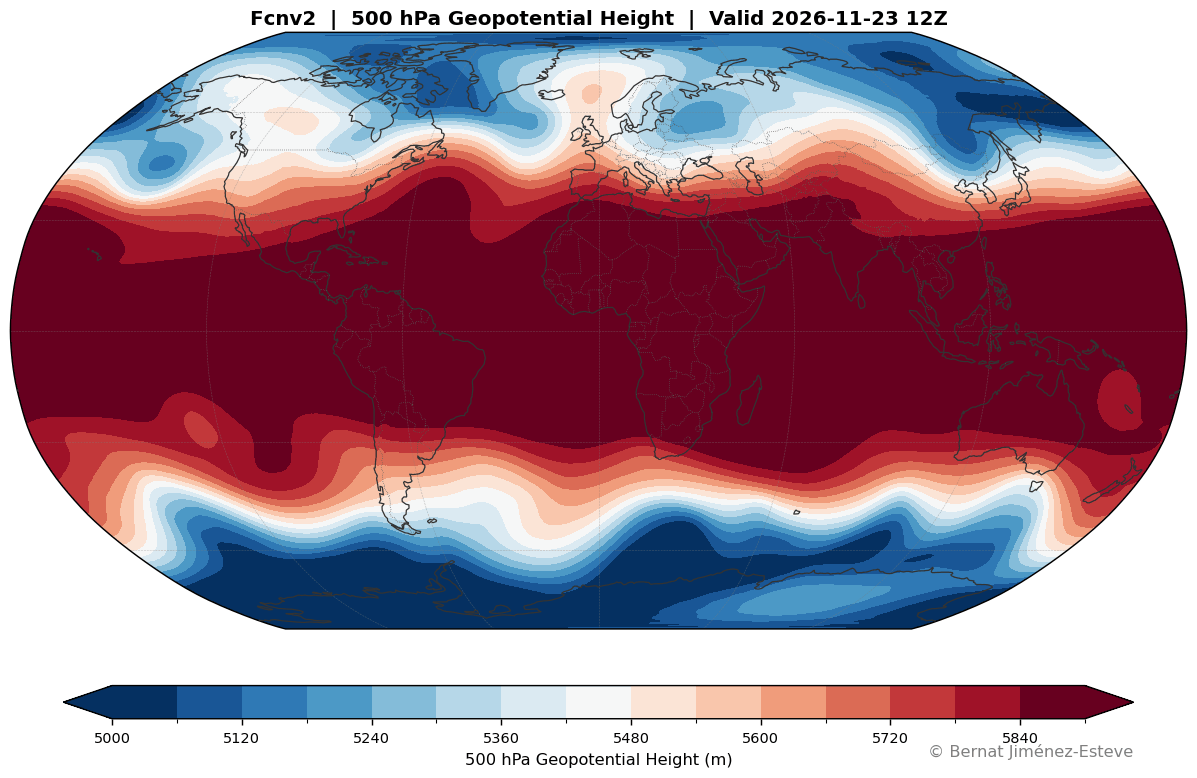 Fcnv2 | 500 hPa Geopotential Height | Valid 2026-11-23 12Z
5000 5120 5240 5360 5480 5600 5720 5840
500 hPa Geopotential Height (m)
© Bernat Jiménez-Esteve